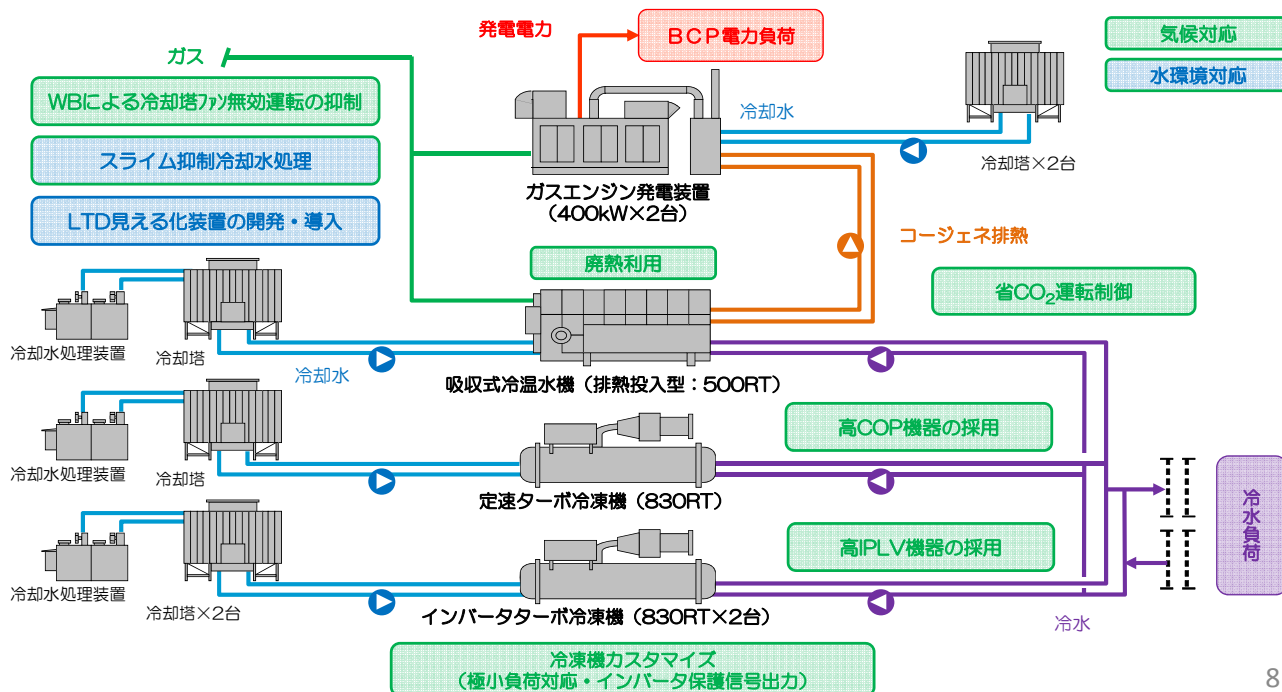 発電電力
BCP電力負荷
気候対応
水環境対応
ガス
WBによる冷却塔ファン無効運転の抑制
スライム抑制冷却水処理
LTD見える化装置の開発・導入
冷却水
冷却塔×2台
ガスエンジン発電装置
（400kW×2台）
コージェネ排熱
廃熱利用
省CO₂運転制御
冷却水処理装置
冷却塔
冷却水
吸収式冷温水機（排熱投入型：500RT）
高COP機器の採用
冷却水処理装置
冷却塔
定速ターボ冷凍機（830RT）
冷水負荷
高IPLV機器の採用
冷却水処理装置
冷却塔×2台
インバータターボ冷凍機（830RT×2台）
冷水
冷凍機カスタマイズ
（極小負荷対応・インバータ保護信号出力）
8